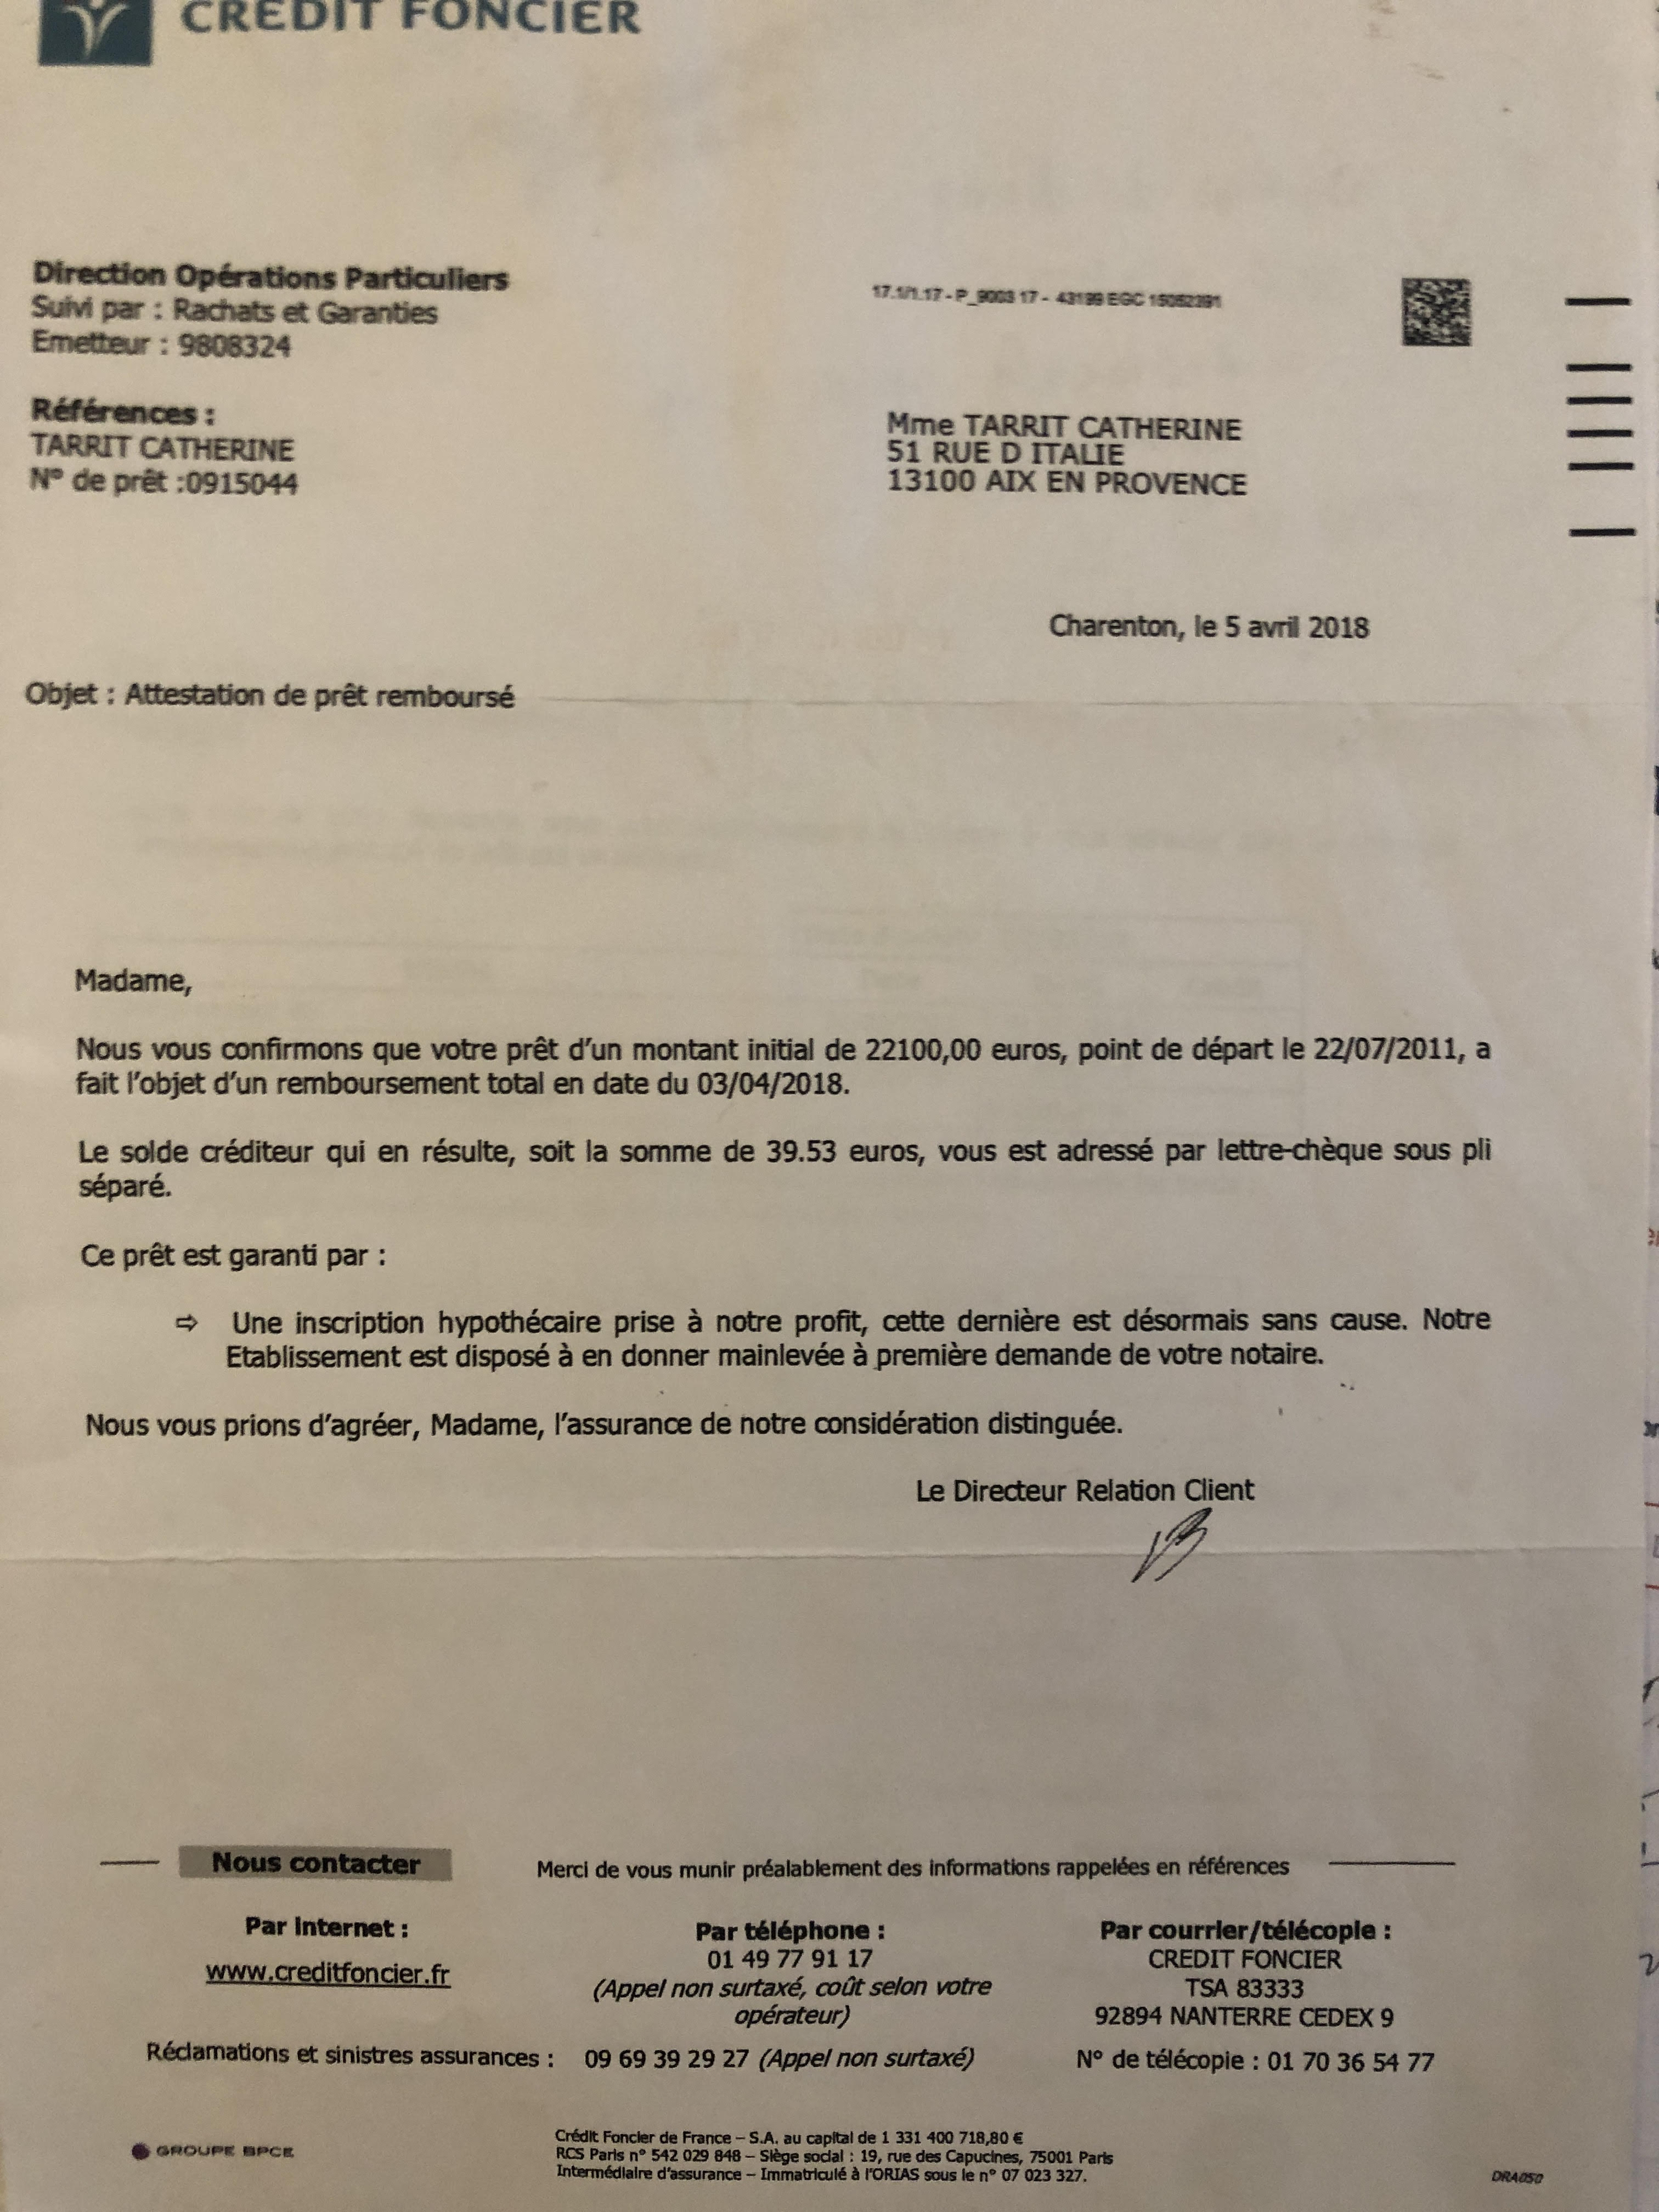 CREDIT FONCIER
Direction Opérations Particuliers
Suivi par : Rachats et Garanties
Emetteur : 9808324
17.1/1.17 - P_9003 17 - 43199 EGC 15052391
Références :
TARRIT CATHERINE
N° de prêt :0915044
Mme TARRIT CATHERINE
51 RUE D ITALIE
13100 AIX EN PROVENCE
Charenton, le 5 avril 2018
Objet : Attestation de prêt remboursé
Madame,
Nous vous confirmons que votre prêt d'un montant initial de 22100,00 euros, point de départ le 22/07/2011, a
fait l'objet d'un remboursement total en date du 03/04/2018.
Le solde créditeur qui en résulte, soit la somme de 39.53 euros, vous est adressé par lettre-chèque sous pli
séparé.
Ce prêt est garanti par :
⇨ Une inscription hypothécaire prise à notre profit, cette dernière est désormais sans cause. Notre
Etablissement est disposé à en donner mainlevée à première demande de votre notaire.
Nous vous prions d'agréer, Madame, l'assurance de notre considération distinguée.
Le Directeur Relation Client
Nous contacter
Merci de vous munir préalablement des informations rappelées en références
Par Internet :
www.creditfoncier.fr
Par téléphone :
01 49 77 91 17
(Appel non surtaxé, coût selon votre
opérateur)
Par courrier/télécopie :
CREDIT FONCIER
TSA 83333
92894 NANTERRE CEDEX 9
Réclamations et sinistres assurances : 09 69 39 29 27 (Appel non surtaxé)
N° de télécopie : 01 70 36 54 77
GROUPE BPCE
Crédit Foncier de France – S.A. au capital de 1 331 400 718,80 €
RCS Paris n° 542 029 848 – Siège social : 19, rue des Capucines, 75001 Paris
Intermédiaire d'assurance – Immatriculé à l'ORIAS sous le n° 07 023 327.
DRA050